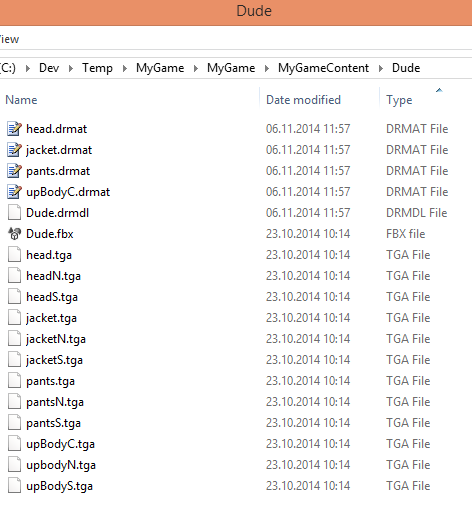 Dude
View
(C:) Dev Temp MyGame MyGame MyGameContent Dude
Name Date modified Type
head.drmat 06.11.2014 11:57 DRMAT File
jacket.drmat 06.11.2014 11:57 DRMAT File
pants.drmat 06.11.2014 11:57 DRMAT File
upBodyC.drmat 06.11.2014 11:57 DRMAT File
Dude.drmdl 06.11.2014 11:57 DRMDL File
Dude.fbx 23.10.2014 10:14 FBX file
head.tga 23.10.2014 10:14 TGA File
headN.tga 23.10.2014 10:14 TGA File
headS.tga 23.10.2014 10:14 TGA File
jacket.tga 23.10.2014 10:14 TGA File
jacketN.tga 23.10.2014 10:14 TGA File
jacketS.tga 23.10.2014 10:14 TGA File
pants.tga 23.10.2014 10:14 TGA File
pantsN.tga 23.10.2014 10:14 TGA File
pantsS.tga 23.10.2014 10:14 TGA File
upBodyC.tga 23.10.2014 10:14 TGA File
upbodyN.tga 23.10.2014 10:14 TGA File
upBodyS.tga 23.10.2014 10:14 TGA File